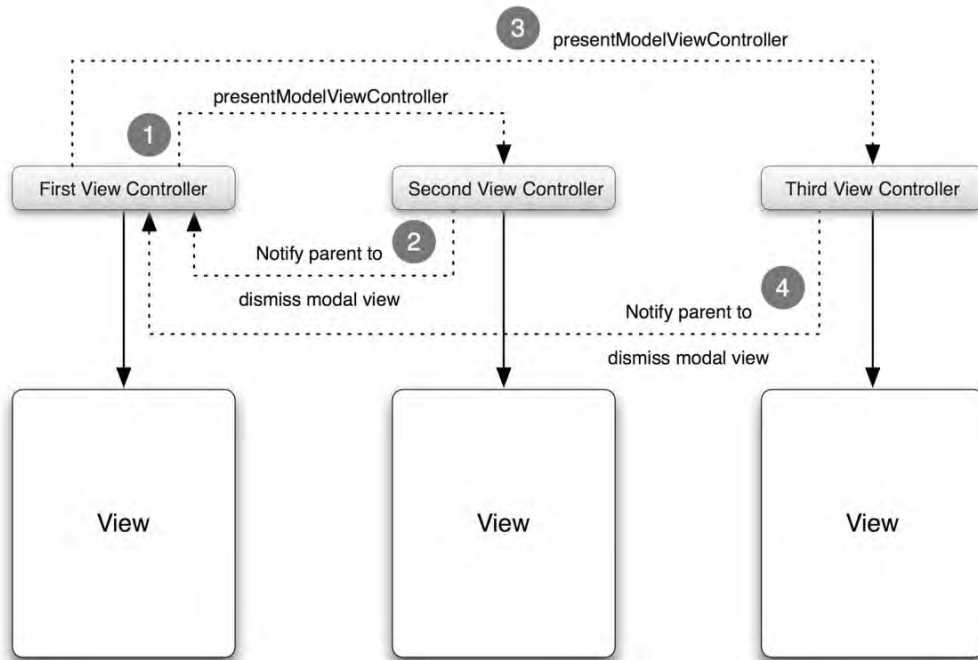 3
presentModelViewController
presentModelViewController
1
First View Controller
Second View Controller
Third View Controller
Notify parent to
2
dismiss modal view
4
Notify parent to
dismiss modal view
View
View
View